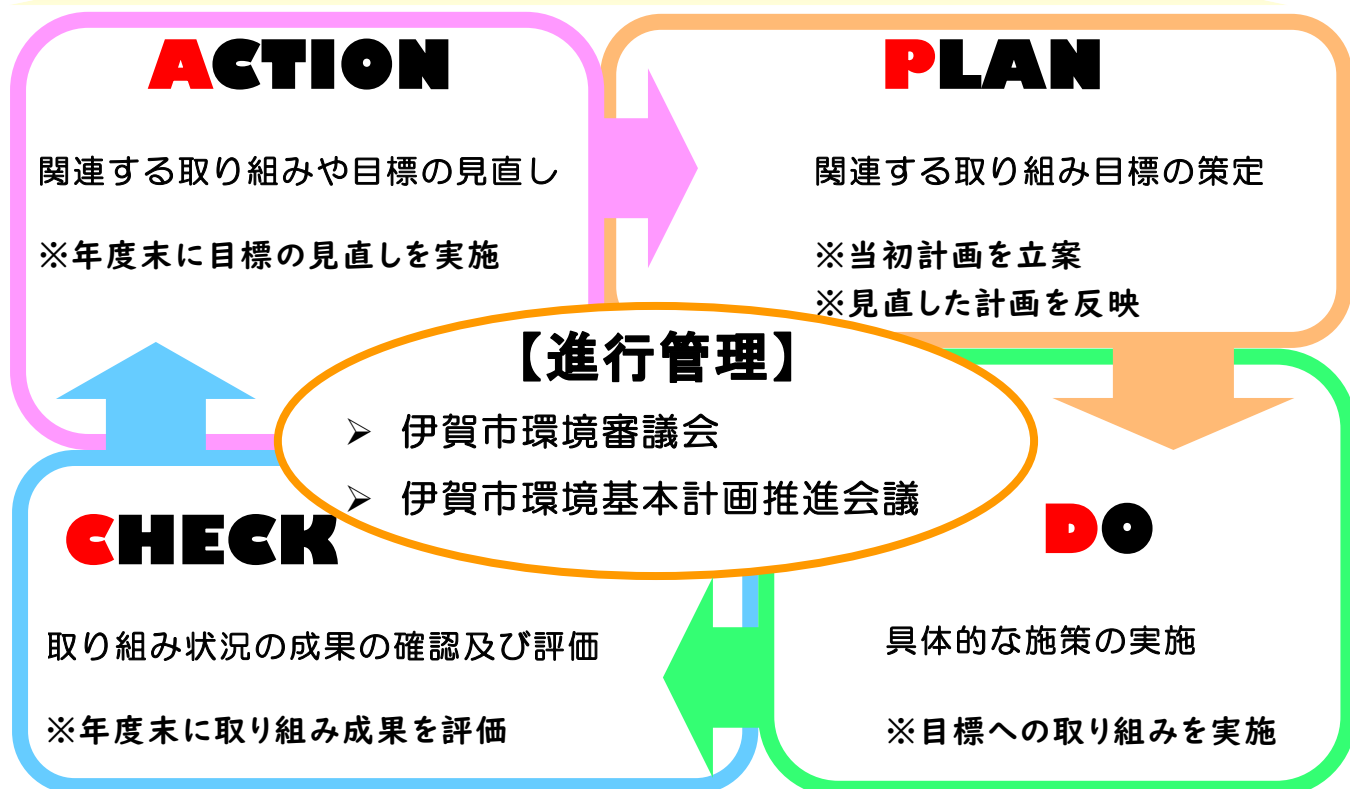 ACTION
関連する取り組みや目標の見直し
※年度末に目標の見直しを実施
PLAN
関連する取り組み目標の策定
※当初計画を立案
※見直した計画を反映
【進行管理】
➢ 伊賀市環境審議会
➢ 伊賀市環境基本計画推進会議
CHECK
取り組み状況の成果の確認及び評価
※年度末に取り組み成果を評価
DO
具体的な施策の実施
※目標への取り組みを実施